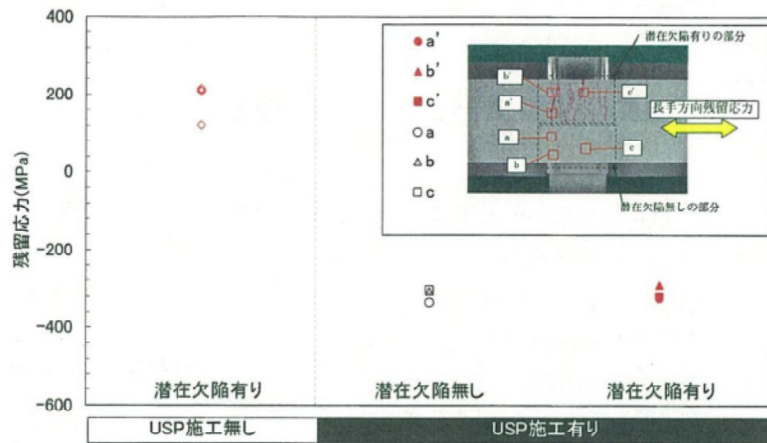 400
200
0
−200
−400
−600
残留応力(MPa)
a'
b'
c'
a
b
c
潜在欠陥有りの部分
b'
c'
a'
a
c
b
長手方向残留応力
潜在欠陥無しの部分
潜在欠陥有り
潜在欠陥無し
潜在欠陥有り
USP施工無し
USP施工有り